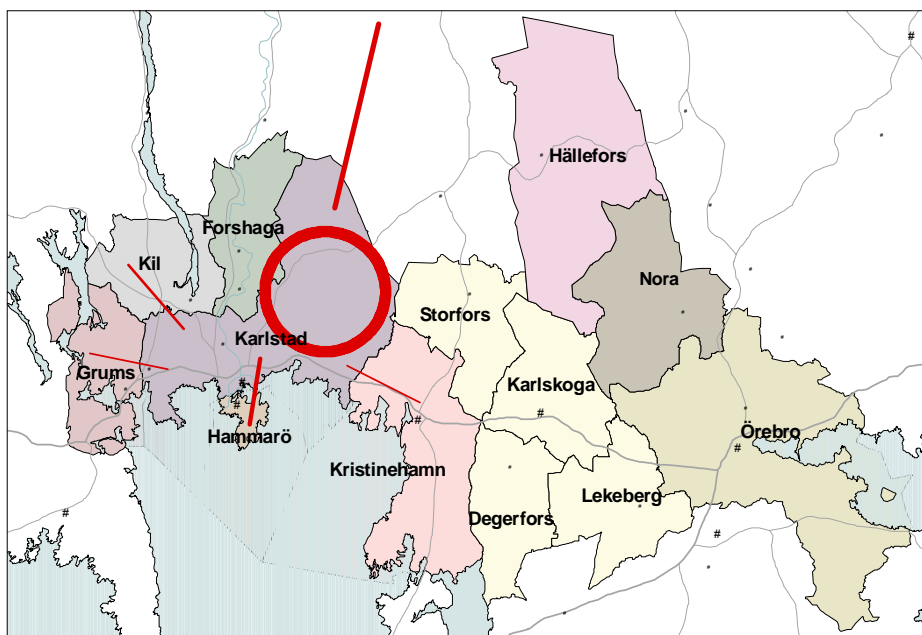 Hällefors
Forshaga
Kil
Nora
Storfors
Karlstad
Grums
Karlskoga
Hammarö
Örebro
Kristinehamn
Lekeberg
Degerfors